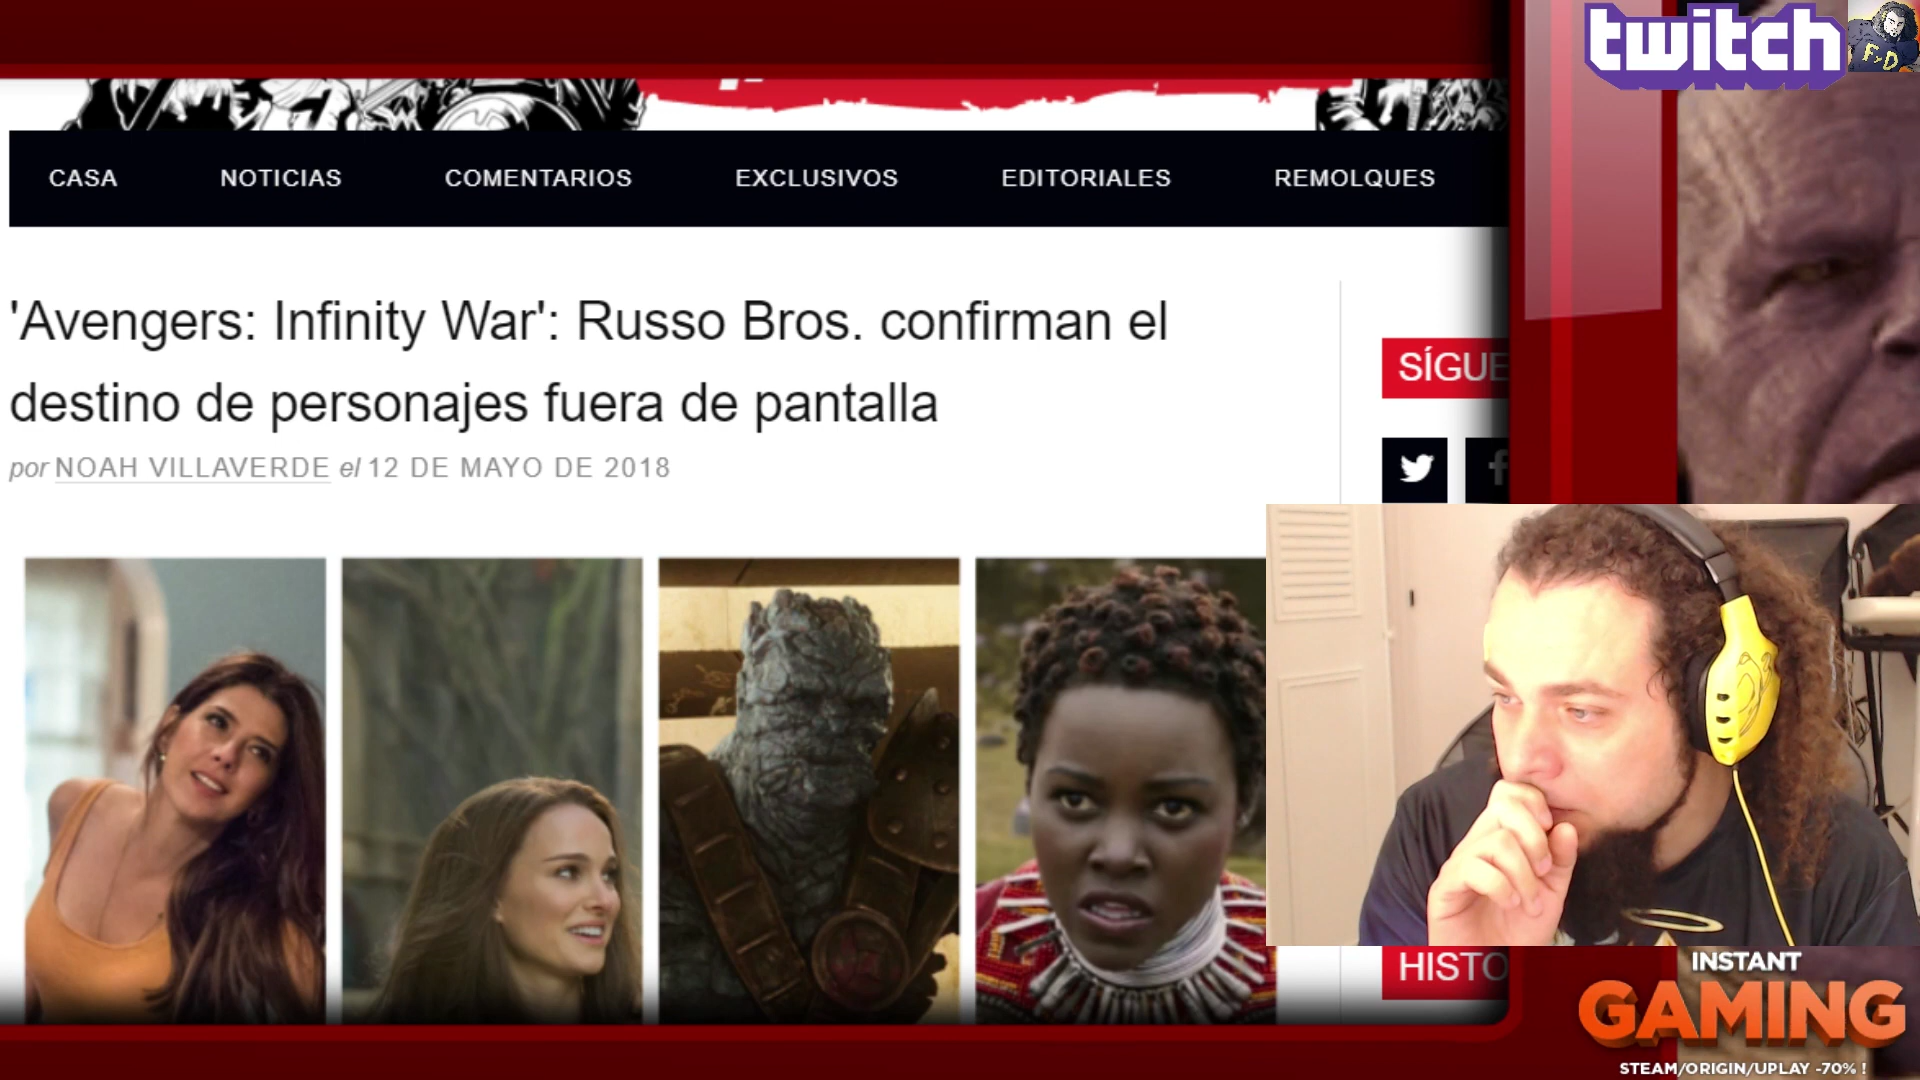 twitch
F&D
CASA NOTICIAS COMENTARIOS EXCLUSIVOS EDITORIALES REMOLQUES
'Avengers: Infinity War': Russo Bros. confirman el
destino de personajes fuera de pantalla
por NOAH VILLAVERDE el 12 DE MAYO DE 2018
SÍGUE
HISTO
INSTANT
GAMING
STEAM/ORIGIN/UPLAY -70% !